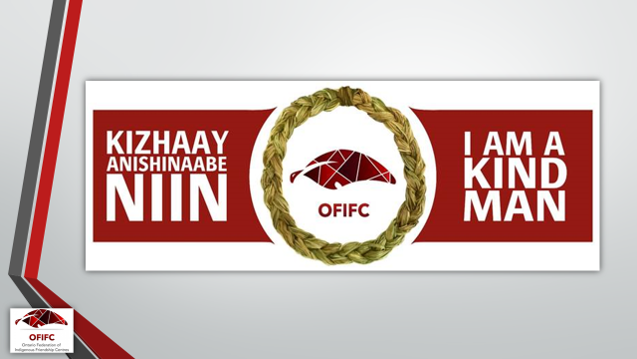 KIZHAAY
ANISHINAABE
NIIN
OFIFC
I AM A
KIND
MAN
OFIFC
Ontario Federation of
Indigenous Friendship Centres